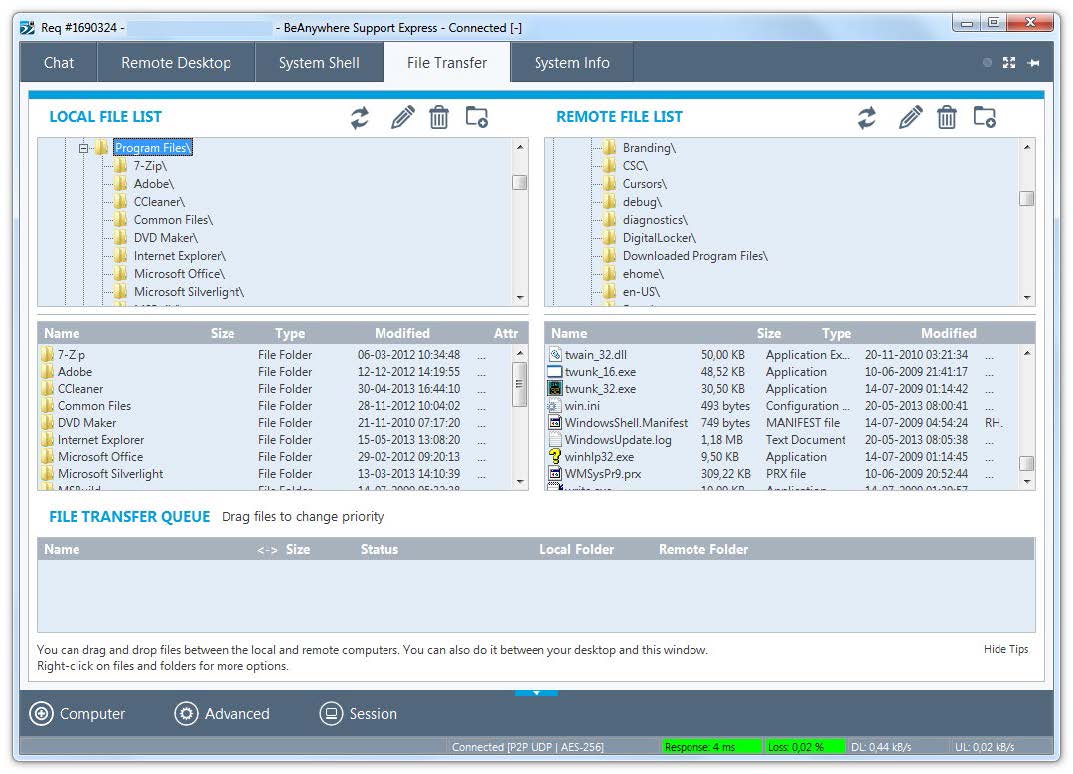 Req #1690324 - - BeAnywhere Support Express - Connected [-]
Chat Remote Desktop System Shell File Transfer System Info
LOCAL FILE LIST
Program Files\
7-Zip\
Adobe\
CCleaner\
Common Files\
DVD Maker\
Internet Explorer\
Microsoft Office\
Microsoft Silverlight\
REMOTE FILE LIST
Branding\
CSC\
Cursors\
debug\
diagnostics\
DigitalLocker\
Downloaded Program Files\
ehome\
en-US\
Name Size Type Modified Attr
7-Zip File Folder 06-03-2012 10:34:48 ...
Adobe File Folder 12-12-2012 14:19:55 ...
CCleaner File Folder 30-04-2013 16:44:10 ...
Common Files File Folder 28-11-2012 10:04:02 ...
DVD Maker File Folder 21-11-2010 07:17:20 ...
Internet Explorer File Folder 15-05-2013 13:08:20 ...
Microsoft Office File Folder 29-02-2012 09:20:13 ...
Microsoft Silverlight File Folder 13-03-2013 14:10:39 ...
Name Size Type Modified
twain_32.dll 50,00 KB Application Ex... 20-11-2010 03:21:34 ...
twunk_16.exe 48,52 KB Application 10-06-2009 21:41:17 ...
twunk_32.exe 30,50 KB Application 14-07-2009 01:14:42 ...
win.ini 493 bytes Configuration ... 20-05-2013 08:00:41 ...
WindowsShell.Manifest 749 bytes MANIFEST file 14-07-2009 04:54:24 RH.
WindowsUpdate.log 1,18 MB Text Document 20-05-2013 08:05:38 ...
winhlp32.exe 9,50 KB Application 14-07-2009 01:14:45 ...
WMSysPr9.prx 309,22 KB PRX file 10-06-2009 20:52:44 ...
FILE TRANSFER QUEUE Drag files to change priority
Name <-> Size Status Local Folder Remote Folder
You can drag and drop files between the local and remote computers. You can also do it between your desktop and this window.
Right-click on files and folders for more options.
Hide Tips
Computer Advanced Session
Connected [P2P UDP | AES-256] Response: 4 ms Loss: 0,02 % DL: 0,44 kB/s UL: 0,02 kB/s